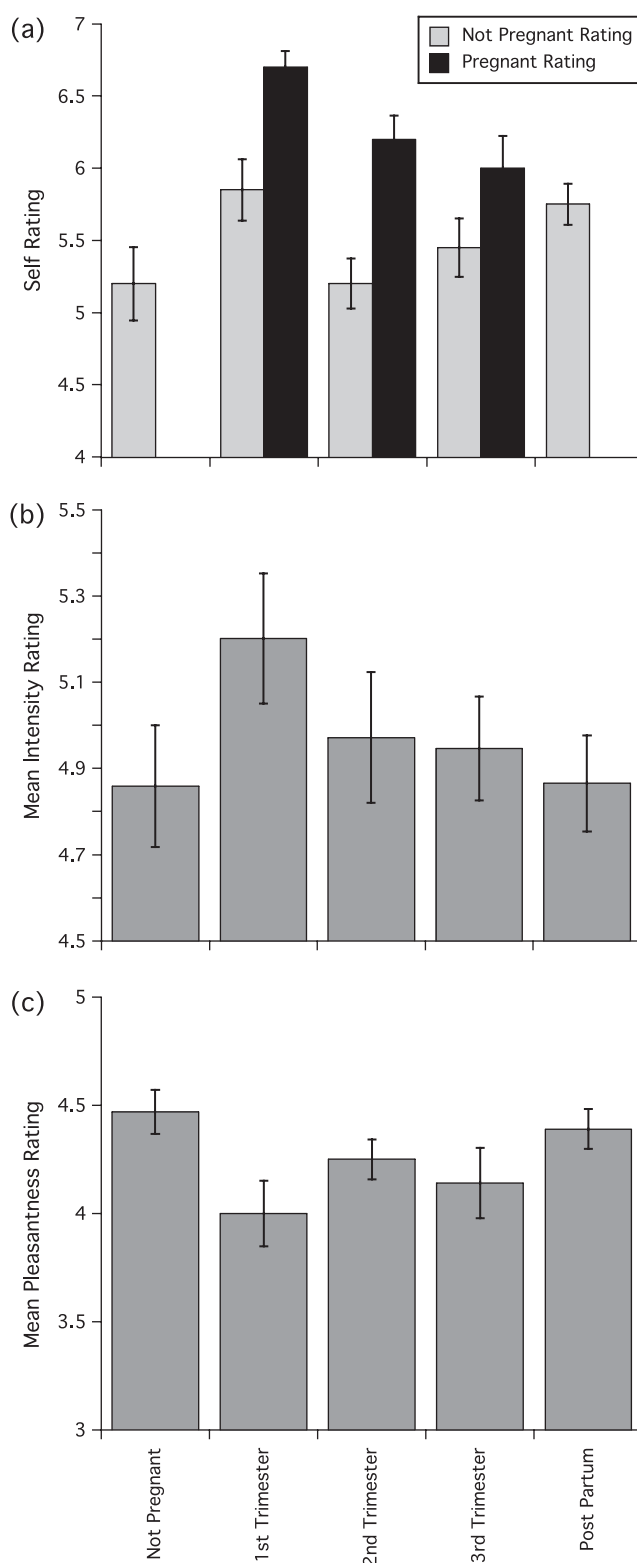 (a)
Not Pregnant Rating
Pregnant Rating
Self Rating
7
6.5
6
5.5
5
4.5
4
(b)
Mean Intensity Rating
5.5
5.3
5.1
4.9
4.7
4.5
(c)
Mean Pleasantness Rating
5
4.5
4
3.5
3
Not Pregnant
1st Trimester
2nd Trimester
3rd Trimester
Post Partum